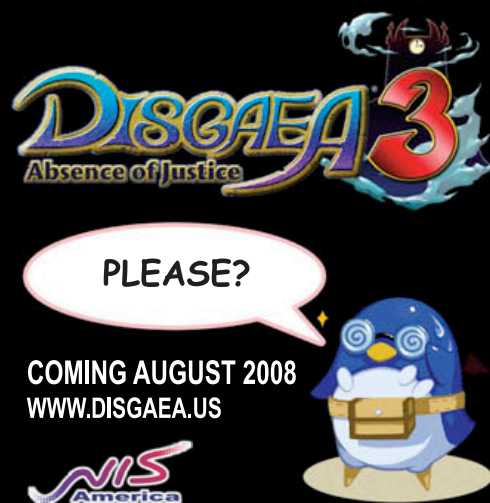 DISGAEA 3
Absence of Justice
PLEASE?
COMING AUGUST 2008
WWW.DISGAEA.US
NIS
America